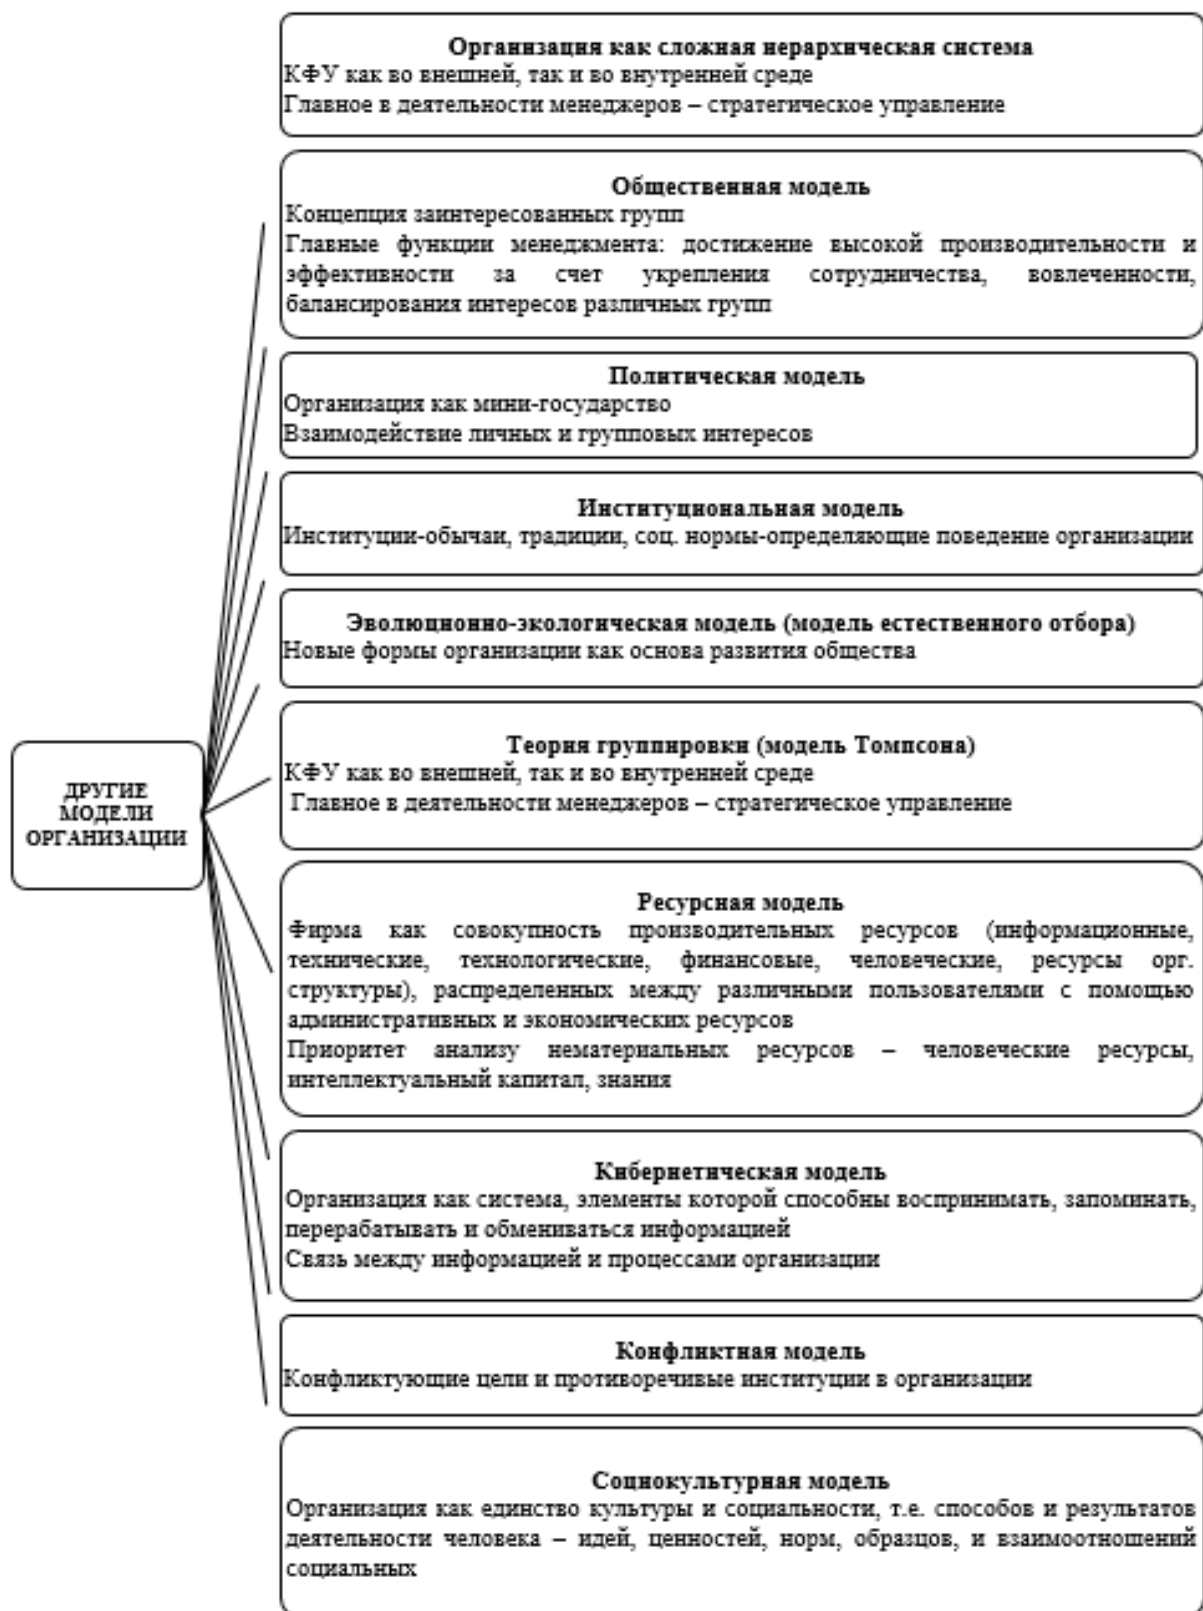 Организация как сложная иерархическая система
КФУ как во внешней, так и во внутренней среде
Главное в деятельности менеджеров – стратегическое управление
Общественная модель
Концепция заинтересованных групп
Главные функции менеджмента: достижение высокой производительности и
эффективности за счет укрепления сотрудничества, вовлеченности,
балансирования интересов различных групп
Политическая модель
Организация как мини-государство
Взаимодействие личных и групповых интересов
Институциональная модель
Институции-обычаи, традиции, соц. нормы-определяющие поведение организации
Эволюционно-экологическая модель (модель естественного отбора)
Новые формы организации как основа развития общества
Теория группировки (модель Томпсона)
КФУ как во внешней, так и во внутренней среде
Главное в деятельности менеджеров – стратегическое управление
ДРУГИЕ
МОДЕЛИ
ОРГАНИЗАЦИИ
Ресурсная модель
Фирма как совокупность производительных ресурсов (информационные,
технические, технологические, финансовые, человеческие, ресурсы орг.
структуры), распределенных между различными пользователями с помощью
административных и экономических ресурсов
Приоритет анализу нематериальных ресурсов – человеческие ресурсы,
интеллектуальный капитал, знания
Кибернетическая модель
Организация как система, элементы которой способны воспринимать, запоминать,
перерабатывать и обмениваться информацией
Связь между информацией и процессами организации
Конфликтная модель
Конфликтующие цели и противоречивые институции в организации
Социокультурная модель
Организация как единство культуры и социальности, т.е. способов и результатов
деятельности человека – идей, ценностей, норм, образцов, и взаимоотношений
социальных